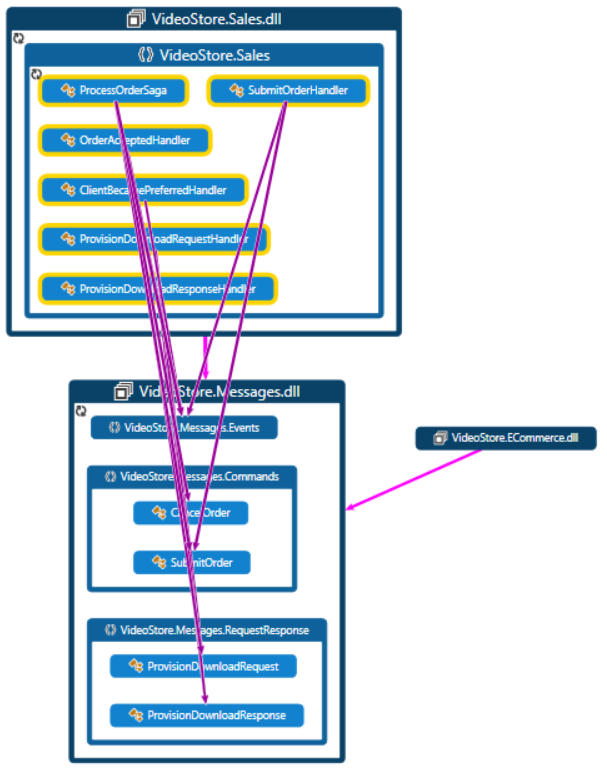 VideoStore.Sales.dll
VideoStore.Sales
ProcessOrderSaga
SubmitOrderHandler
OrderAcceptedHandler
ClientBecamePreferredHandler
ProvisionDownloadRequestHandler
ProvisionDownloadResponseHandler
VideoStore.Messages.dll
VideoStore.Messages.Events
VideoStore.ECommerce.dll
VideoStore.Messages.Commands
CancelOrder
SubmitOrder
VideoStore.Messages.RequestResponse
ProvisionDownloadRequest
ProvisionDownloadResponse